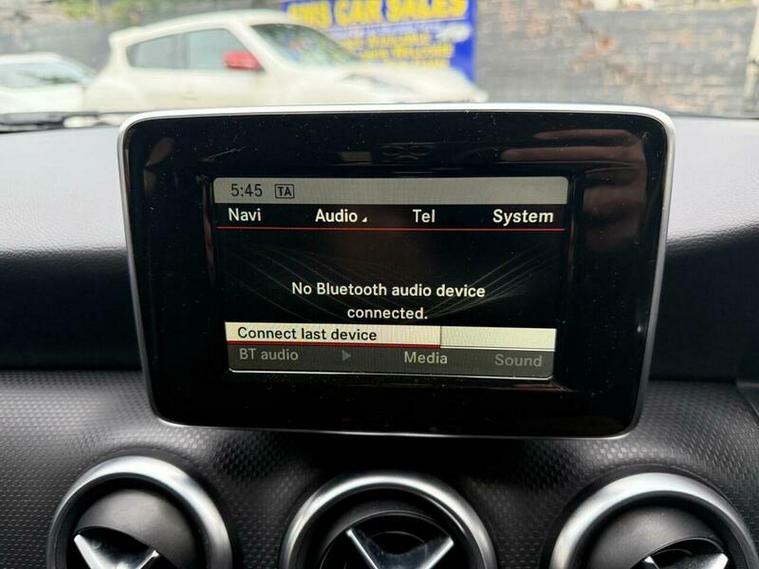 CAR SALES
5:45 TA
Navi Audio Tel System
No Bluetooth audio device
connected.
Connect last device
BT audio Media Sound